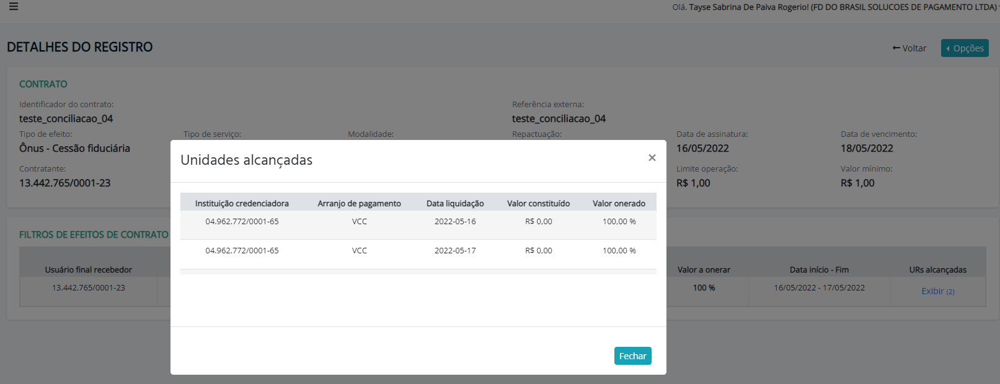 Olá, Tayse Sabrina De Paiva Rogerio! (FD DO BRASIL SOLUCOES DE PAGAMENTO LTDA)
DETALHES DO REGISTRO
Voltar
Opções
CONTRATO
Identificador do contrato:
Referência externa:
teste_conciliacao_04
teste_conciliacao_04
Tipo de efeito:
Tipo de serviço:
Modalidade:
Repactuação:
Data de assinatura:
Data de vencimento:
Ônus - Cessão fiduciária
16/05/2022
18/05/2022
Contratante:
Limite operação:
Valor mínimo:
13.442.765/0001-23
R$ 1,00
R$ 1,00
Unidades alcançadas
×
Instituição credenciadora Arranjo de pagamento Data liquidação Valor constituído Valor onerado
04.962.772/0001-65 VCC 2022-05-16 R$ 0,00 100,00 %
04.962.772/0001-65 VCC 2022-05-17 R$ 0,00 100,00 %
Fechar
FILTROS DE EFEITOS DE CONTRATO
Usuário final recebedor
Valor a onerar
Data início - Fim
URs alcançadas
13.442.765/0001-23
100 %
16/05/2022 - 17/05/2022
Exibir (2)